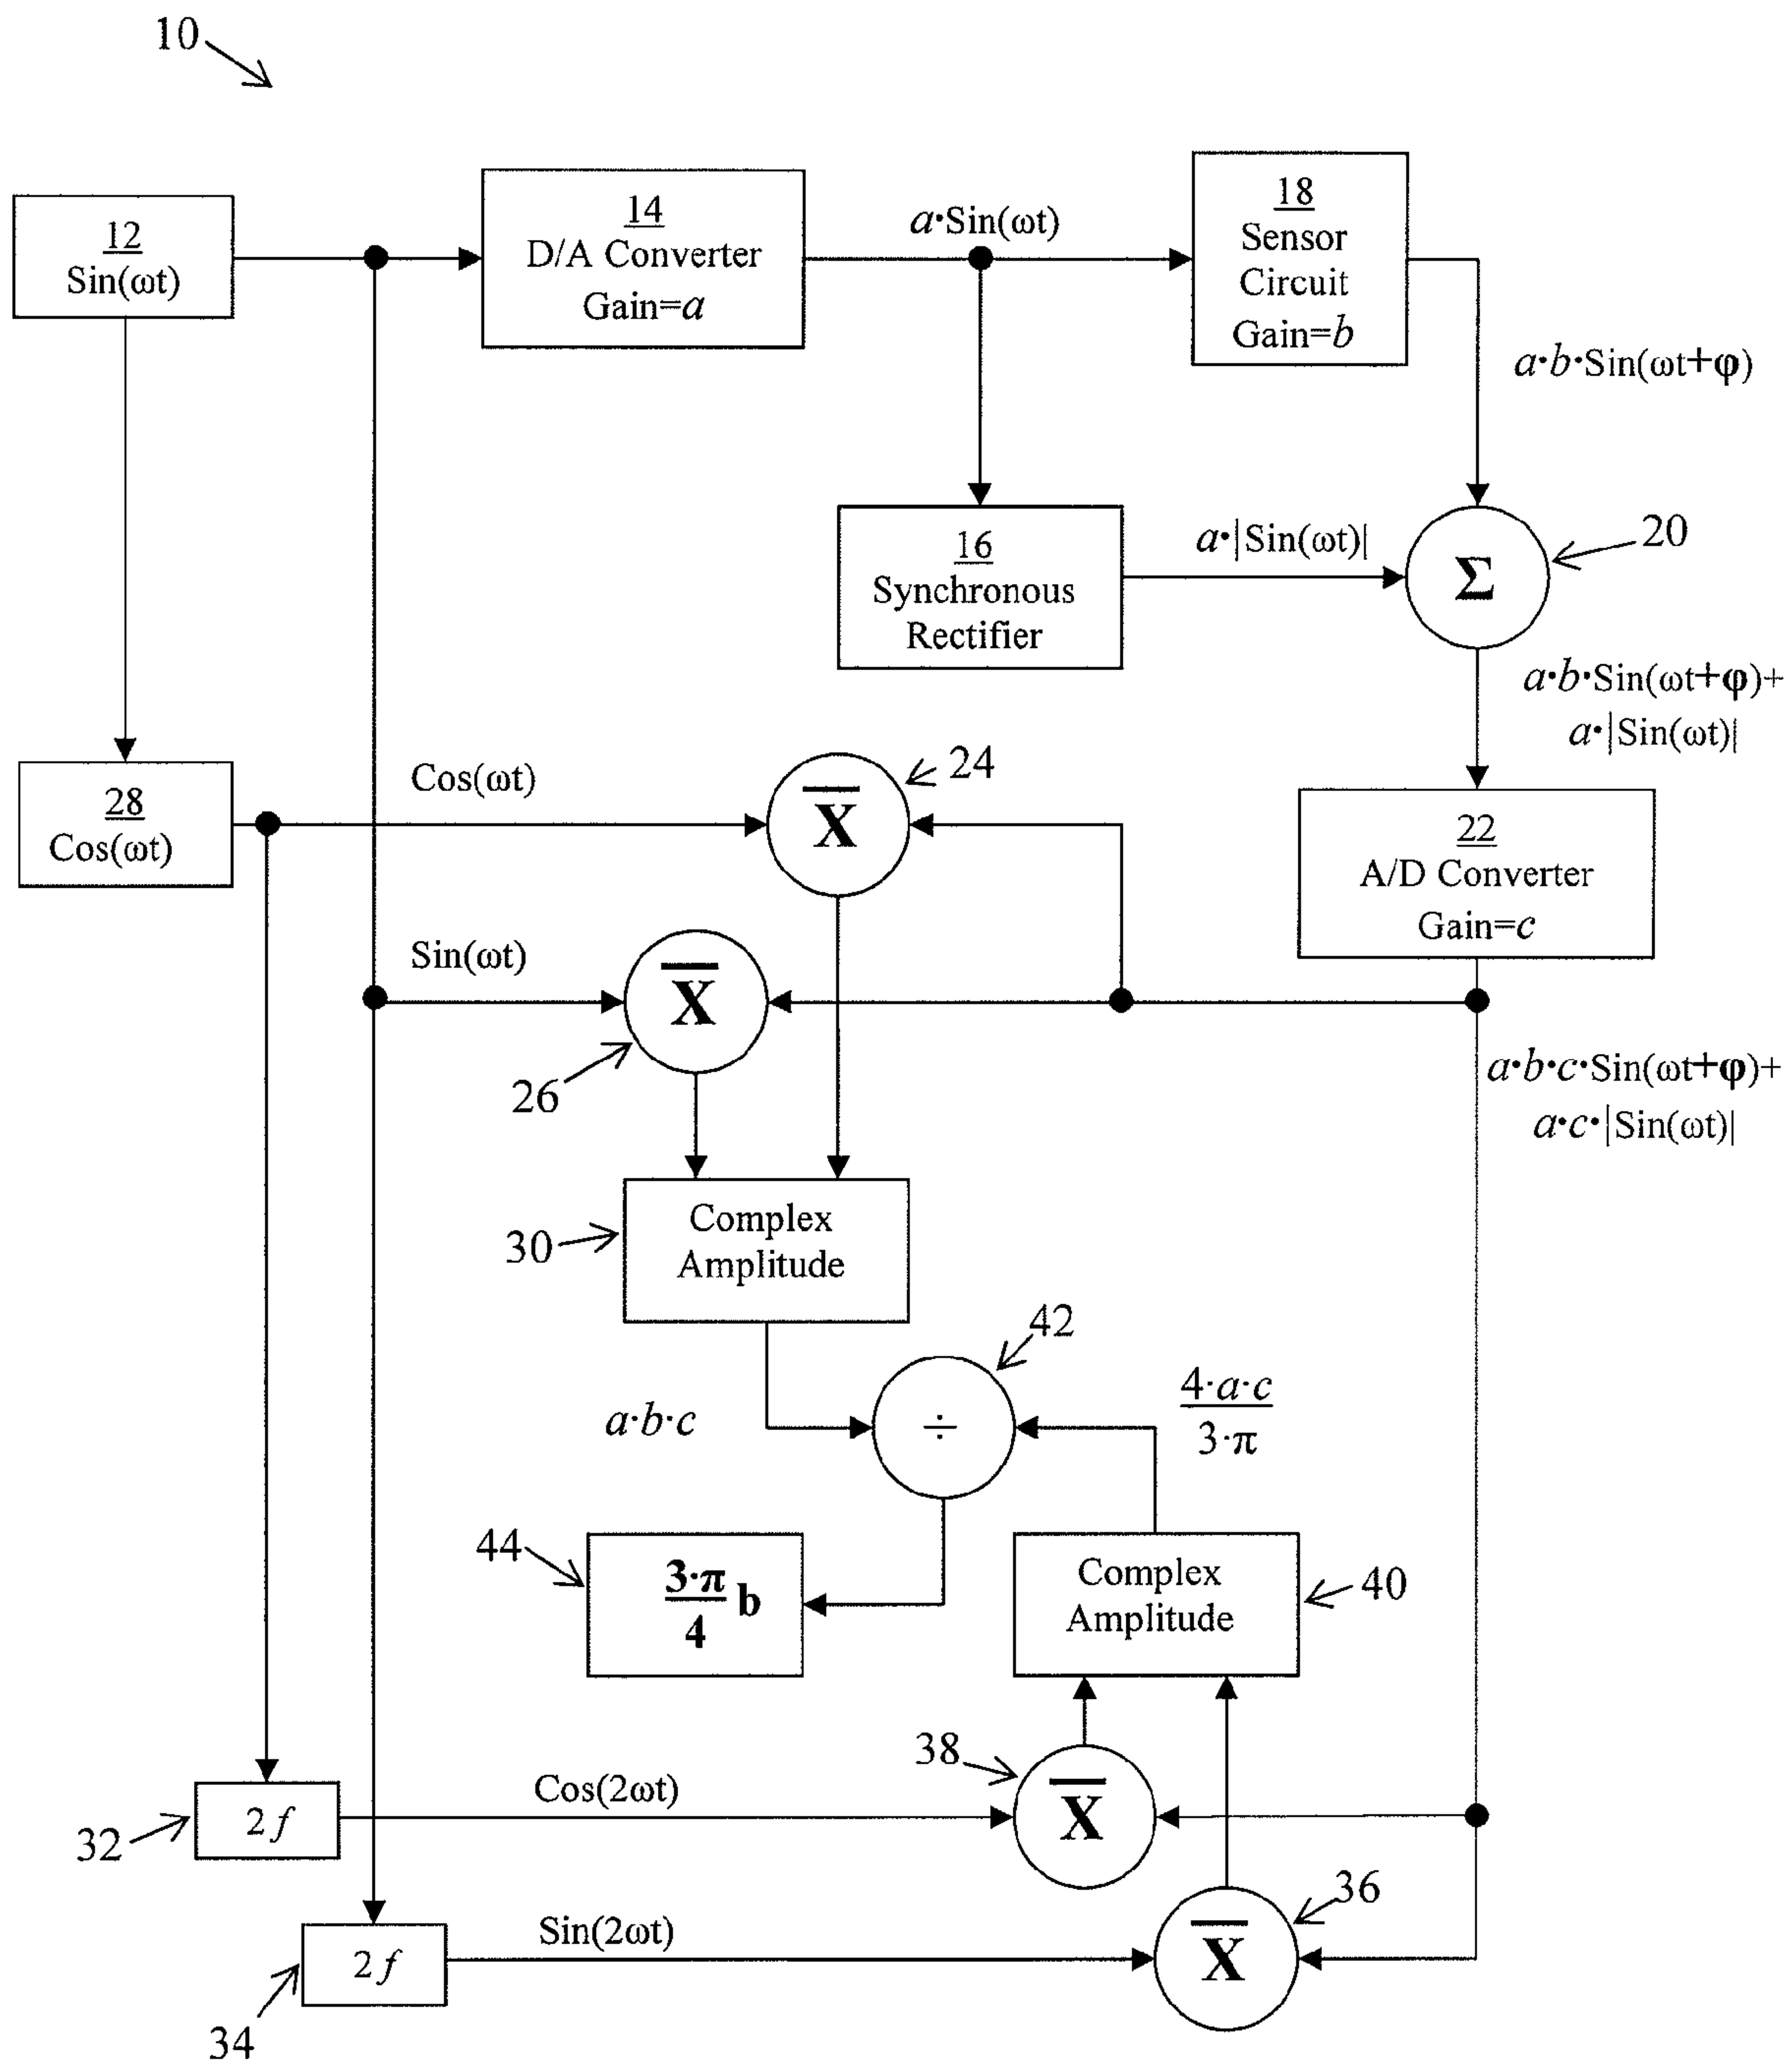 10
12
Sin(ωt)
14
D/A Converter
Gain=a
a·Sin(ωt)
18
Sensor
Circuit
Gain=b
a·b·Sin(ωt+φ)
16
Synchronous
Rectifier
a·|Sin(ωt)|
Σ
20
a·b·Sin(ωt+φ)+
a·|Sin(ωt)|
28
Cos(ωt)
Cos(ωt)
X̅
24
22
A/D Converter
Gain=c
Sin(ωt)
X̅
26
a·b·c·Sin(ωt+φ)+
a·c·|Sin(ωt)|
30
Complex
Amplitude
42
a·b·c
÷
4·a·c
3·π
44
3·π
4
b
Complex
Amplitude
40
32
2f
Cos(2ωt)
38
X̅
34
2f
Sin(2ωt)
X̅
36